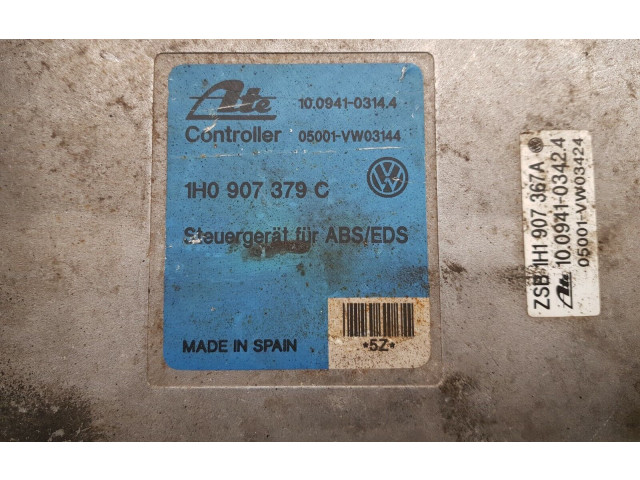 Ate 10.0941-0314.4
Controller 05001-VW03144
1H0 907 379 C
Steuergerät für ABS/EDS
MADE IN SPAIN
*5Z*
ZSB 1H1 907 367A
Ate 10.0941-0342.4
05001-VW03424